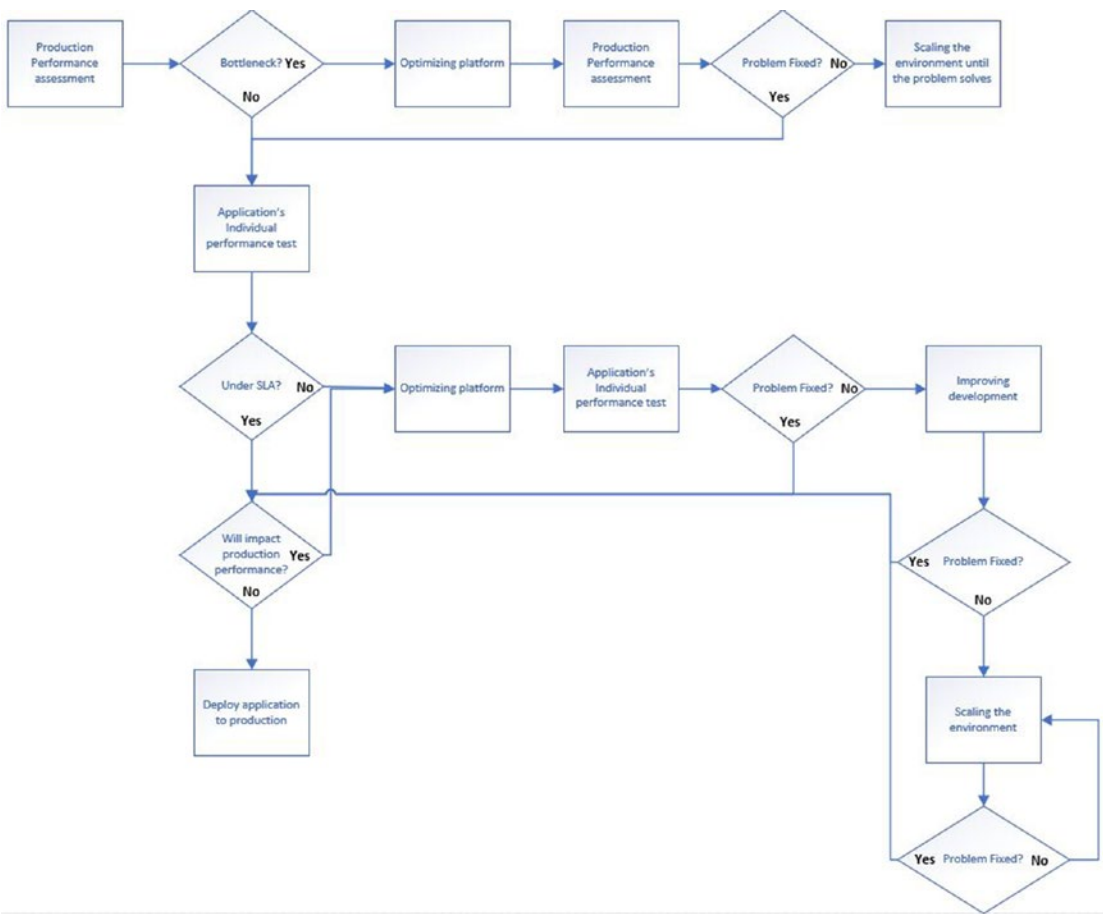 Production
Performance
assessment
Bottleneck? Yes
No
Optimizing platform
Production
Performance
assessment
Problem Fixed? No
Yes
Scaling the
environment until
the problem solves
Application's
Individual
performance test
Under SLA? No
Yes
Optimizing platform
Application's
Individual
performance test
Problem Fixed? No
Yes
Improving
development
Will impact
production Yes
performance?
No
Yes Problem Fixed?
No
Deploy application
to production
Scaling the
environment
Yes Problem Fixed? No